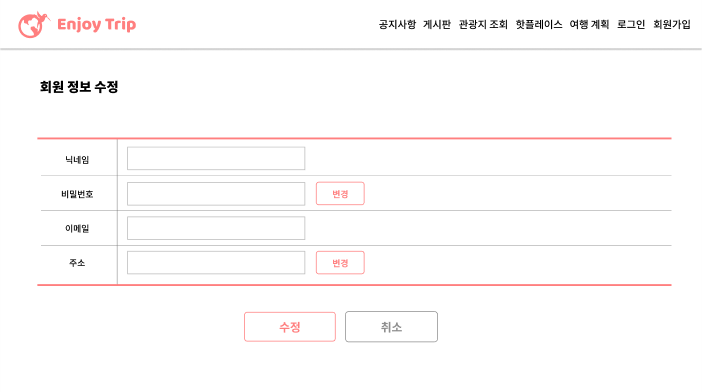 Enjoy Trip
공지사항 게시판 관광지 조회 핫플레이스 여행 계획 로그인 회원가입
회원 정보 수정
닉네임
비밀번호 변경
이메일
주소 변경
수정 취소